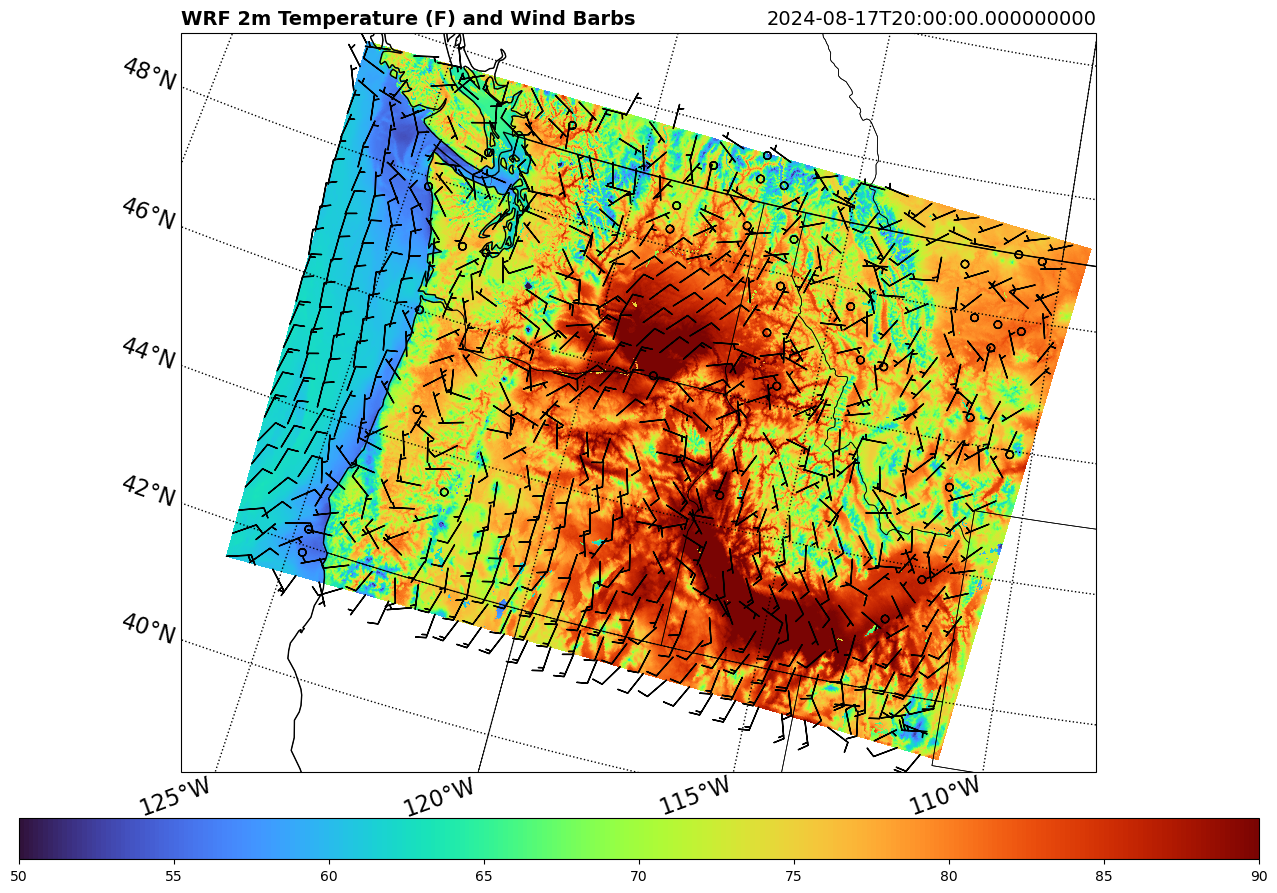 WRF 2m Temperature (F) and Wind Barbs
2024-08-17T20:00:00.000000000
48°N
46°N
44°N
42°N
40°N
125°W
120°W
115°W
110°W
50
55
60
65
70
75
80
85
90